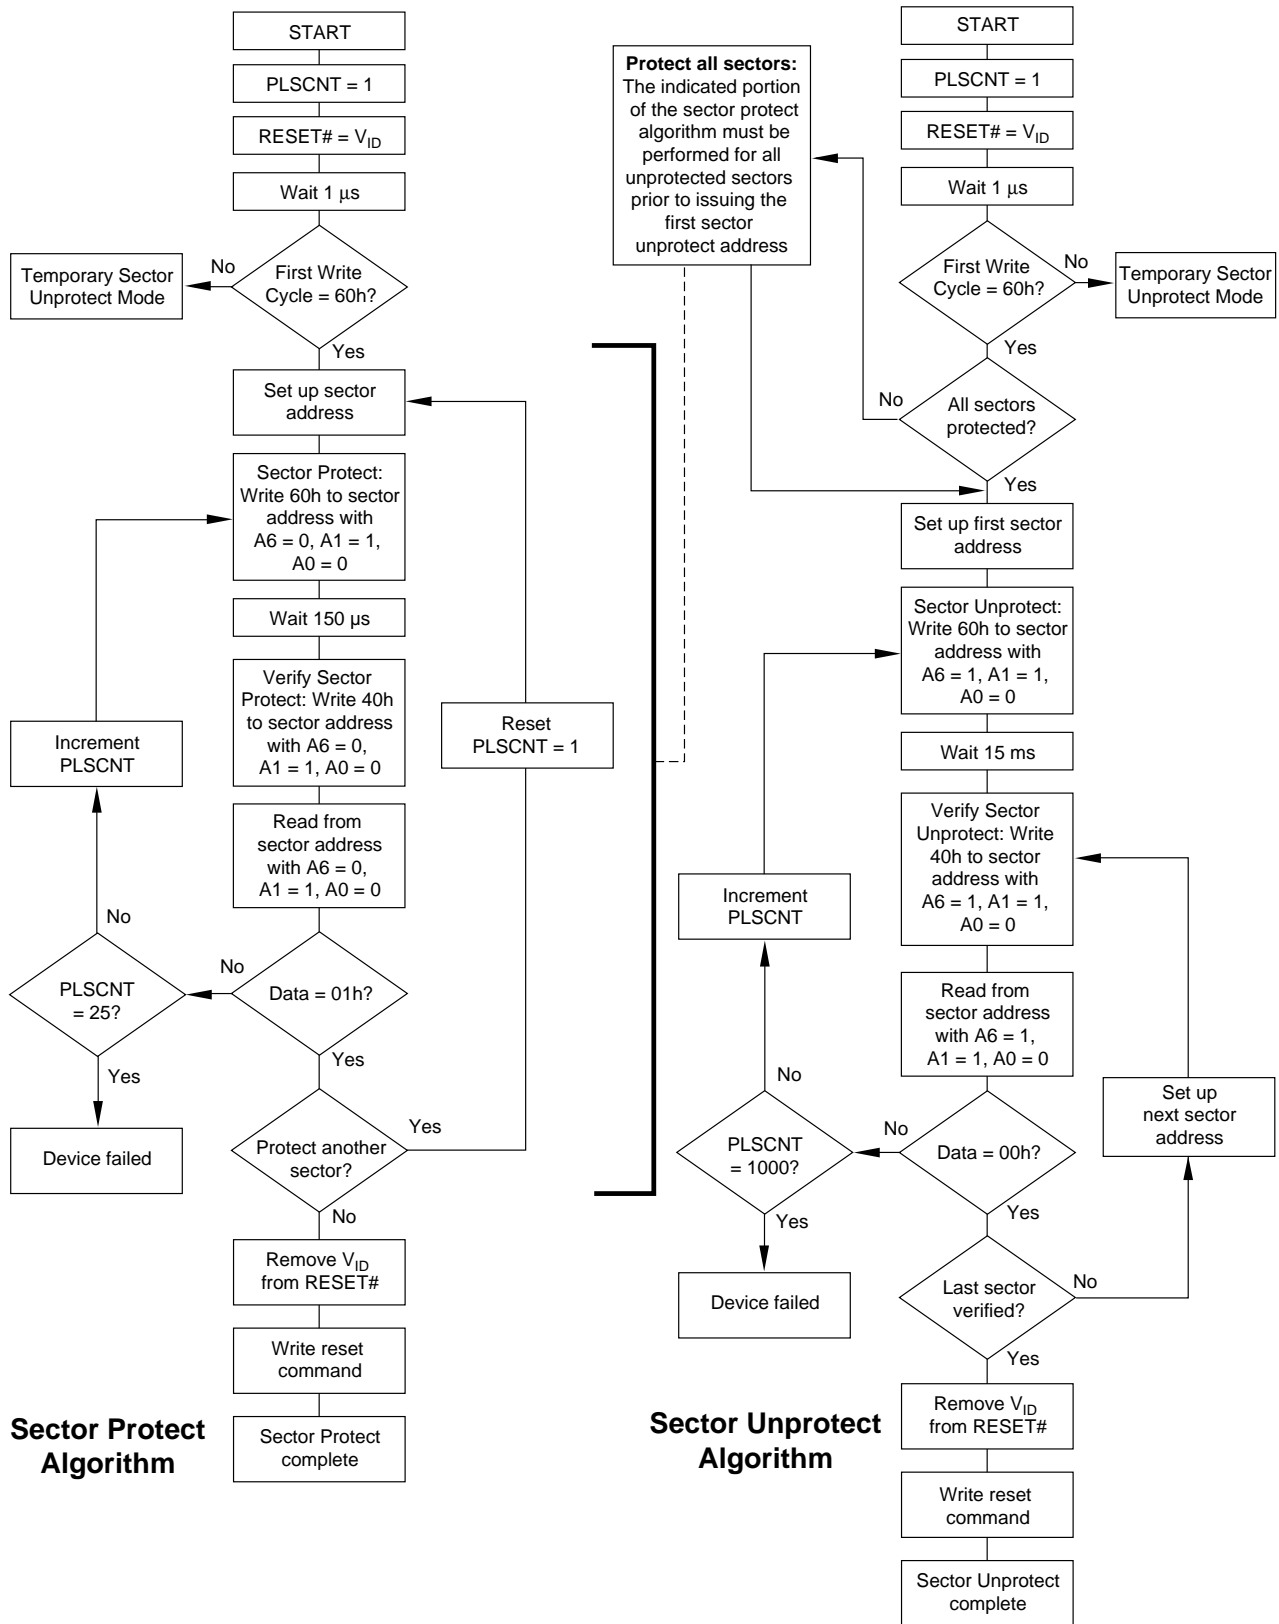 START
PLSCNT = 1
RESET# = VID
Wait 1 μs
First Write
Cycle = 60h?
No
Temporary Sector
Unprotect Mode
Yes
Set up sector
address
Sector Protect:
Write 60h to sector
address with
A6 = 0, A1 = 1,
A0 = 0
Wait 150 µs
Verify Sector
Protect: Write 40h
to sector address
with A6 = 0,
A1 = 1, A0 = 0
Read from
sector address
with A6 = 0,
A1 = 1, A0 = 0
Data = 01h?
No
PLSCNT
= 25?
No
Increment
PLSCNT
Yes
Device failed
Yes
Protect another
sector?
Yes
Reset
PLSCNT = 1
No
Remove VID
from RESET#
Write reset
command
Sector Protect
complete
Sector Protect
Algorithm
Protect all sectors:
The indicated portion
of the sector protect
algorithm must be
performed for all
unprotected sectors
prior to issuing the
first sector
unprotect address
START
PLSCNT = 1
RESET# = VID
Wait 1 μs
First Write
Cycle = 60h?
No
Temporary Sector
Unprotect Mode
Yes
All sectors
protected?
No
Yes
Set up first sector
address
Sector Unprotect:
Write 60h to sector
address with
A6 = 1, A1 = 1,
A0 = 0
Wait 15 ms
Verify Sector
Unprotect: Write
40h to sector
address with
A6 = 1, A1 = 1,
A0 = 0
Read from
sector address
with A6 = 1,
A1 = 1, A0 = 0
Data = 00h?
No
PLSCNT
= 1000?
No
Increment
PLSCNT
Yes
Device failed
Yes
Last sector
verified?
No
Set up
next sector
address
Yes
Remove VID
from RESET#
Write reset
command
Sector Unprotect
complete
Sector Unprotect
Algorithm